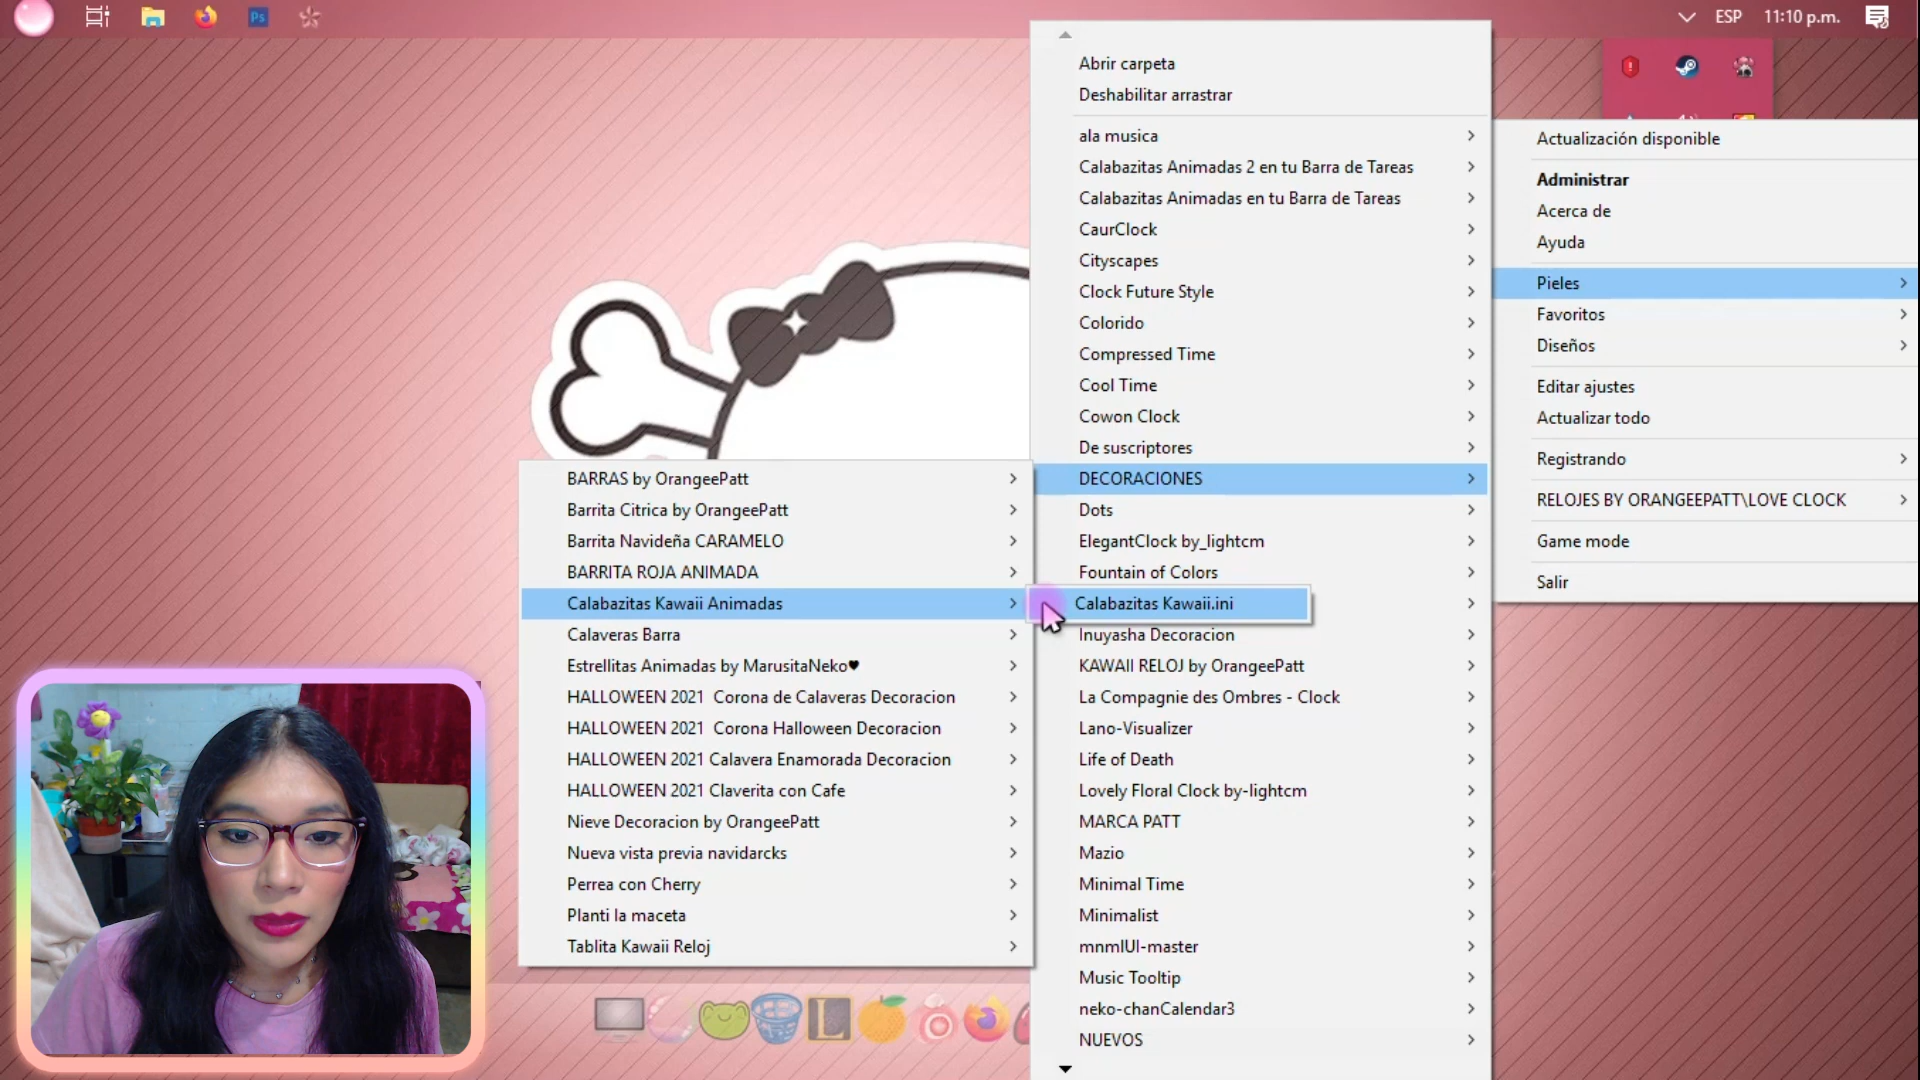 Ps
ESP
11:10 p.m.
Abrir carpeta
Deshabilitar arrastrar
ala musica
Calabazitas Animadas 2 en tu Barra de Tareas
Calabazitas Animadas en tu Barra de Tareas
CaurClock
Cityscapes
Clock Future Style
Colorido
Compressed Time
Cool Time
Cowon Clock
De suscriptores
DECORACIONES
Dots
ElegantClock by_lightcm
Fountain of Colors
Calabazitas Kawaii.ini
Inuyasha Decoracion
KAWAII RELOJ by OrangeePatt
La Compagnie des Ombres - Clock
Lano-Visualizer
Life of Death
Lovely Floral Clock by-lightcm
MARCA PATT
Mazio
Minimal Time
Minimalist
mnmlUI-master
Music Tooltip
neko-chanCalendar3
NUEVOS
Actualización disponible
Administrar
Acerca de
Ayuda
Pieles
Favoritos
Diseños
Editar ajustes
Actualizar todo
Registrando
RELOJES BY ORANGEEPATT\LOVE CLOCK
Game mode
Salir
BARRAS by OrangeePatt
Barrita Citrica by OrangeePatt
Barrita Navideña CARAMELO
BARRITA ROJA ANIMADA
Calabazitas Kawaii Animadas
Calaveras Barra
Estrellitas Animadas by MarusitaNeko♥
HALLOWEEN 2021  Corona de Calaveras Decoracion
HALLOWEEN 2021  Corona Halloween Decoracion
HALLOWEEN 2021 Calavera Enamorada Decoracion
HALLOWEEN 2021 Claverita con Cafe
Nieve Decoracion by OrangeePatt
Nueva vista previa navidarcks
Perrea con Cherry
Planti la maceta
Tablita Kawaii Reloj
L